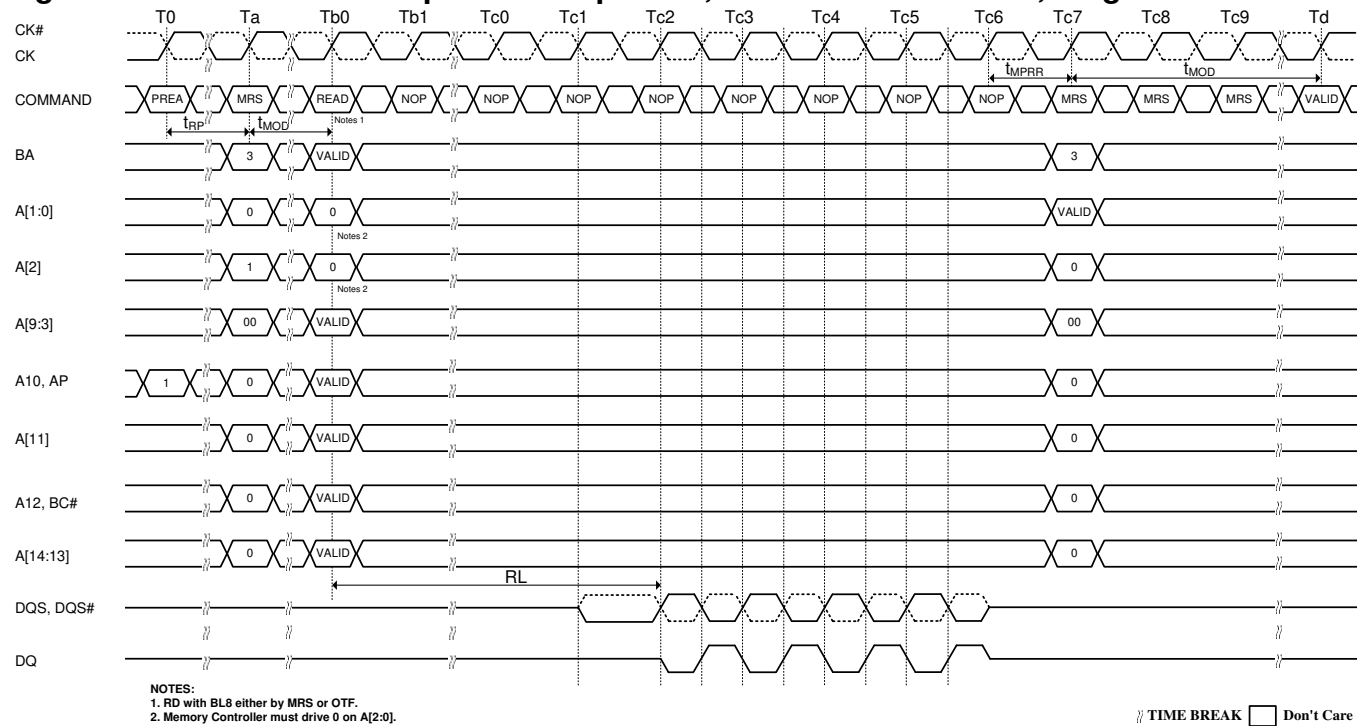 T0 Ta Tb0 Tb1 Tc0 Tc1 Tc2 Tc3 Tc4 Tc5 Tc6 Tc7 Tc8 Tc9 Td
CK#
CK
tMPRR tMOD
COMMAND PREA MRS READ NOP NOP NOP NOP NOP NOP NOP NOP MRS MRS MRS VALID
Notes 1
tRP tMOD
BA 3 VALID 3
A[1:0] 0 0 VALID
Notes 2
A[2] 1 0 0
Notes 2
A[9:3] 00 VALID 00
A10, AP 1 0 VALID 0
A[11] 0 VALID 0
A12, BC# 0 VALID 0
A[14:13] 0 VALID 0
RL
DQS, DQS#
DQ
NOTES:
1. RD with BL8 either by MRS or OTF.
2. Memory Controller must drive 0 on A[2:0].
TIME BREAK Don't Care